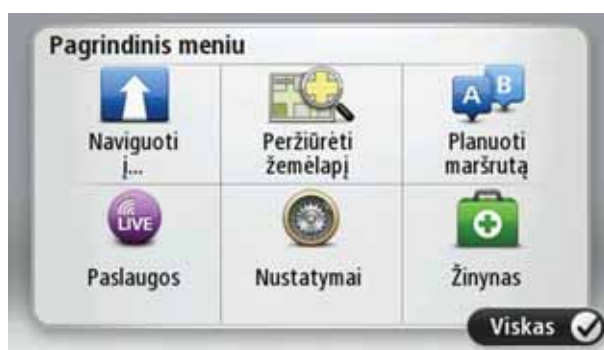 Pagrindinis meniu
Naviguoti
į...
Peržiūrėti
žemėlapį
A B
Planuoti
maršrutą
LIVE
Paslaugos
Nustatymai
Žinynas
Viskas